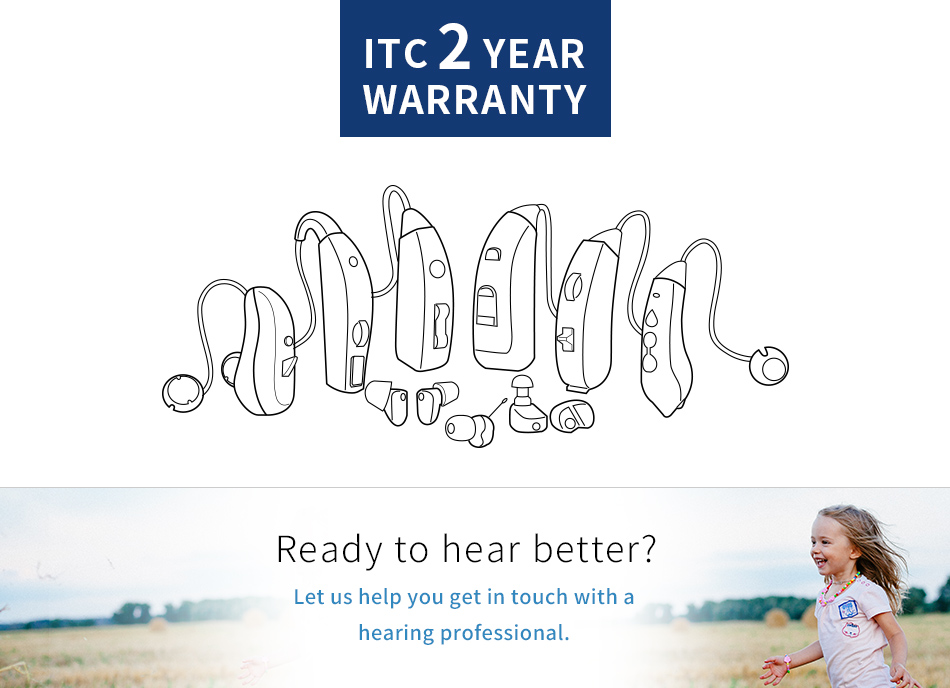 ITC 2 YEAR
WARRANTY
Ready to hear better?
Let us help you get in touch with a
hearing professional.